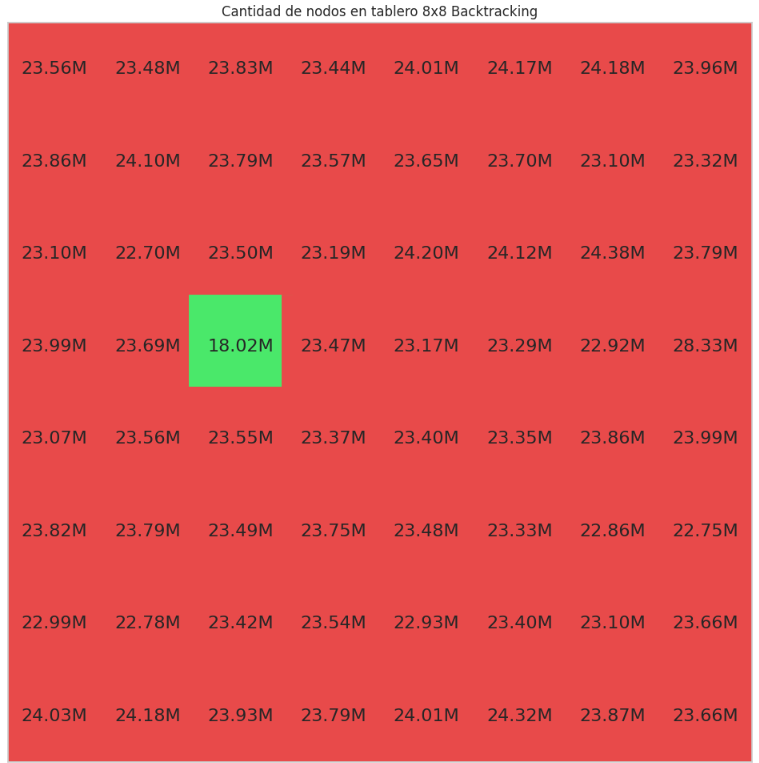 Cantidad de nodos en tablero 8x8 Backtracking
23.56M 23.48M 23.83M 23.44M 24.01M 24.17M 24.18M 23.96M
23.86M 24.10M 23.79M 23.57M 23.65M 23.70M 23.10M 23.32M
23.10M 22.70M 23.50M 23.19M 24.20M 24.12M 24.38M 23.79M
23.99M 23.69M 18.02M 23.47M 23.17M 23.29M 22.92M 28.33M
23.07M 23.56M 23.55M 23.37M 23.40M 23.35M 23.86M 23.99M
23.82M 23.79M 23.49M 23.75M 23.48M 23.33M 22.86M 22.75M
22.99M 22.78M 23.42M 23.54M 22.93M 23.40M 23.10M 23.66M
24.03M 24.18M 23.93M 23.79M 24.01M 24.32M 23.87M 23.66M